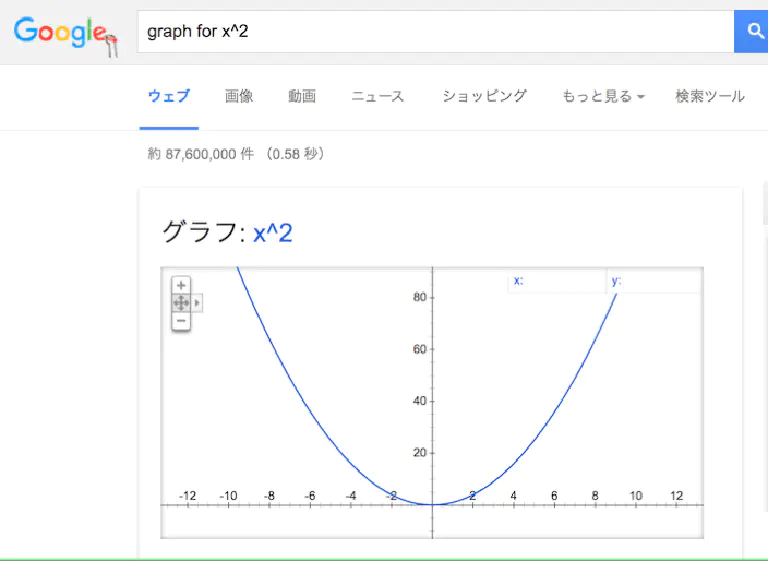 Google
graph for x^2
ウェブ 画像 動画 ニュース ショッピング もっと見る 検索ツール
約 87,600,000 件 （0.58 秒）
グラフ: x^2
x: y:
80
60
40
20
-12 -10 -8 -6 -4 -2 2 4 6 8 10 12